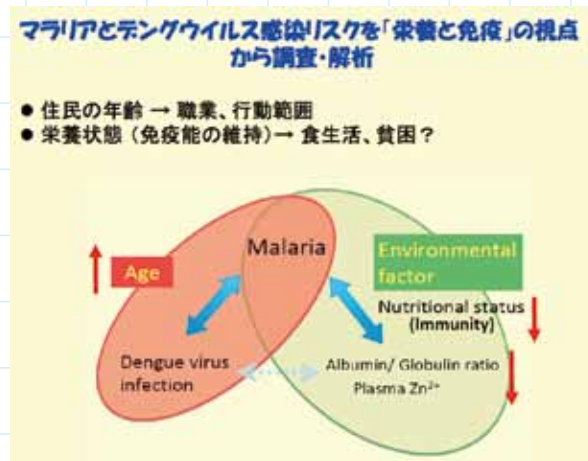 マラリアとデングウイルス感染リスクを「栄養と免疫」の視点
から調査・解析
● 住民の年齢 → 職業、行動範囲
● 栄養状態（免疫能の維持）→ 食生活、貧困？
Malaria
Age
Environmental
factor
Nutritional status
(Immunity)
Dengue virus
infection
Albumin/ Globulin ratio
Plasma Zn²⁺